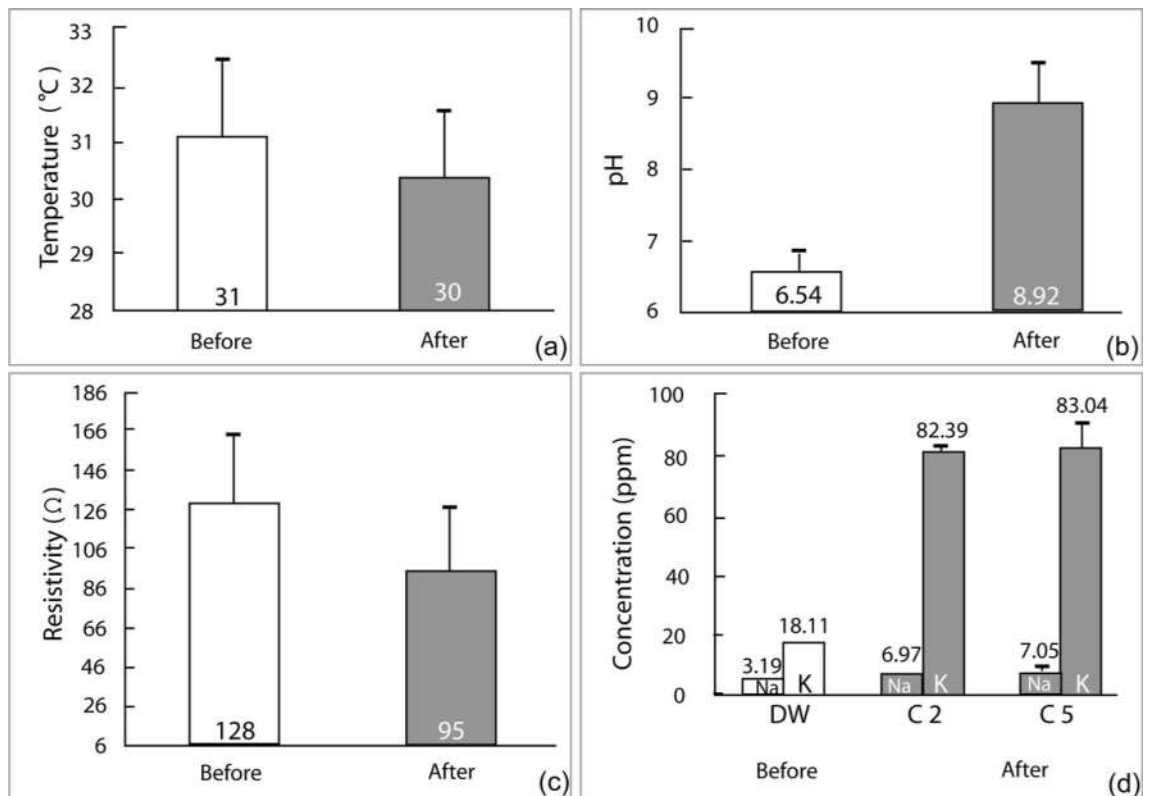 33
32
31
30
29
28
Temperature (°C)
31
30
Before
After
(a)
10
9
8
7
6
pH
6.54
8.92
Before
After
(b)
186
166
146
126
106
86
66
46
26
6
Resistivity (Ω)
128
95
Before
After
(c)
100
80
60
40
20
0
Concentration (ppm)
3.19
18.11
6.97
82.39
7.05
83.04
Na
K
Na
K
Na
K
DW
C 2
C 5
Before
After
(d)